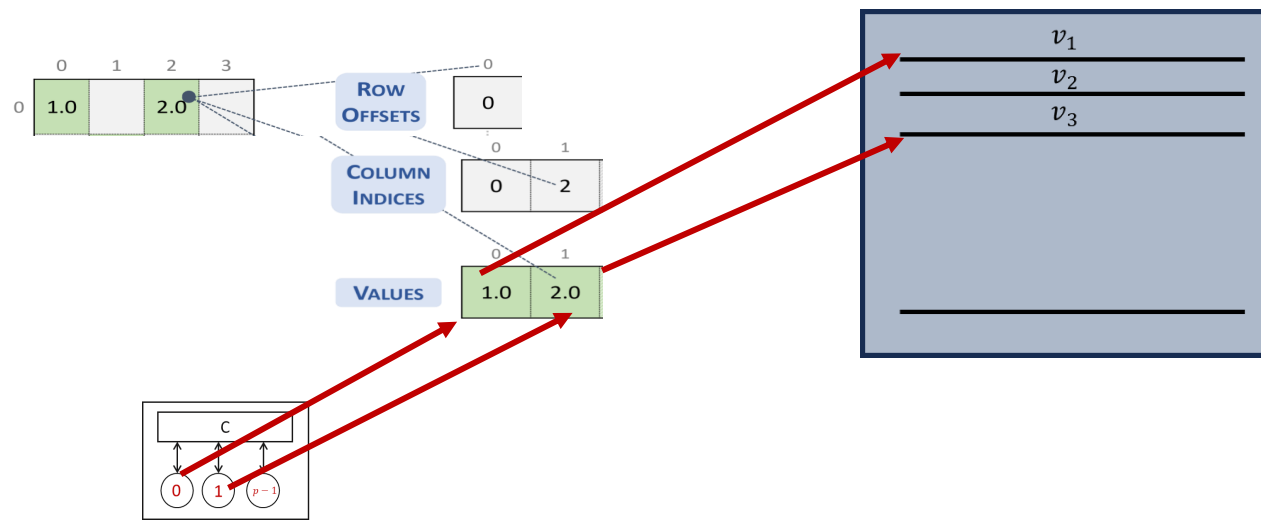 0 1 2 3
0 1.0 2.0
ROW
OFFSETS
0
0
COLUMN
INDICES
0 1
0 2
VALUES
0 1
1.0 2.0
C
0 1 p − 1
v₁
v₂
v₃